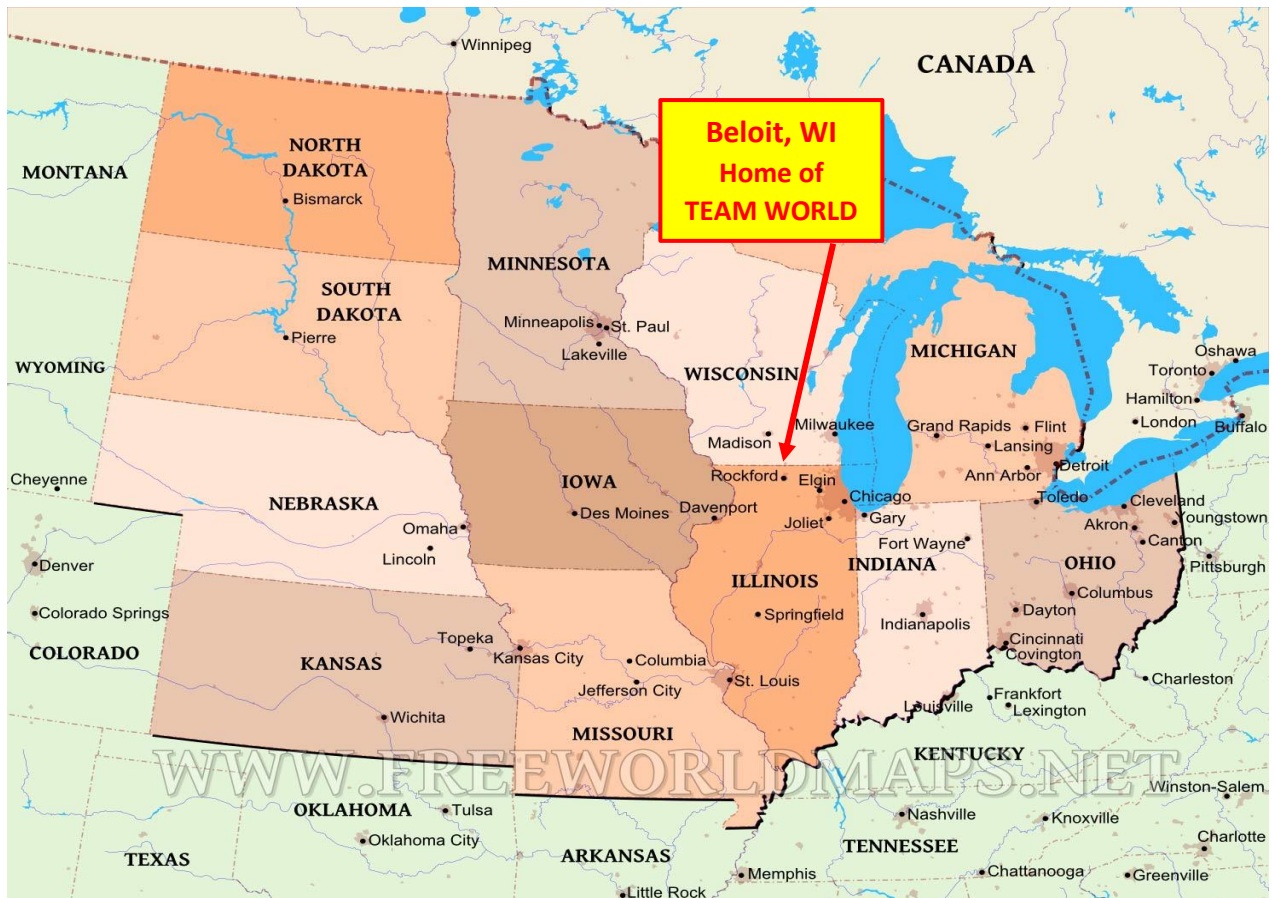 Winnipeg
CANADA
Beloit, WI
Home of
TEAM WORLD
NORTH
DAKOTA
MONTANA
Bismarck
MINNESOTA
SOUTH
DAKOTA
Minneapolis
St. Paul
Pierre
Lakeville
MICHIGAN
Oshawa
WYOMING
WISCONSIN
Toronto
Hamilton
Milwaukee
Grand Rapids
Flint
London
Buffalo
Madison
Lansing
Rockford
Elgin
Ann Arbor
Detroit
Cheyenne
IOWA
NEBRASKA
Des Moines
Davenport
Chicago
Toledo
Cleveland
Omaha
Joliet
Gary
Akron
Youngstown
Lincoln
Fort Wayne
Canton
Denver
ILLINOIS
INDIANA
OHIO
Pittsburgh
Colorado Springs
Springfield
Indianapolis
Dayton
Columbus
Topeka
Cincinnati
COLORADO
KANSAS
Kansas City
Columbia
Covington
Jefferson City
St. Louis
Charleston
Wichita
Louisville
Frankfort
Lexington
MISSOURI
KENTUCKY
WWW.FREEWORLDMAPS.NET
OKLAHOMA
Tulsa
Winston-Salem
Nashville
Knoxville
Oklahoma City
Charlotte
TEXAS
ARKANSAS
TENNESSEE
Memphis
Chattanooga
Greenville
Little Rock